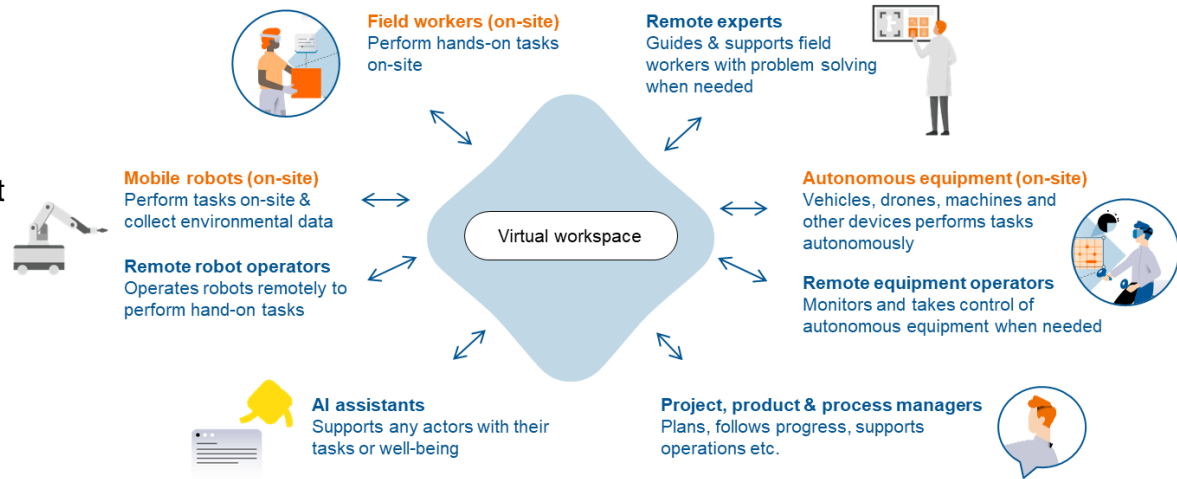 Field workers (on-site)
Perform hands-on tasks
on-site
Remote experts
Guides & supports field
workers with problem solving
when needed
t
Mobile robots (on-site)
Perform tasks on-site &
collect environmental data
Autonomous equipment (on-site)
Vehicles, drones, machines and
other devices performs tasks
autonomously
Virtual workspace
Remote robot operators
Operates robots remotely to
perform hand-on tasks
Remote equipment operators
Monitors and takes control of
autonomous equipment when needed
AI assistants
Supports any actors with their
tasks or well-being
Project, product & process managers
Plans, follows progress, supports
operations etc.